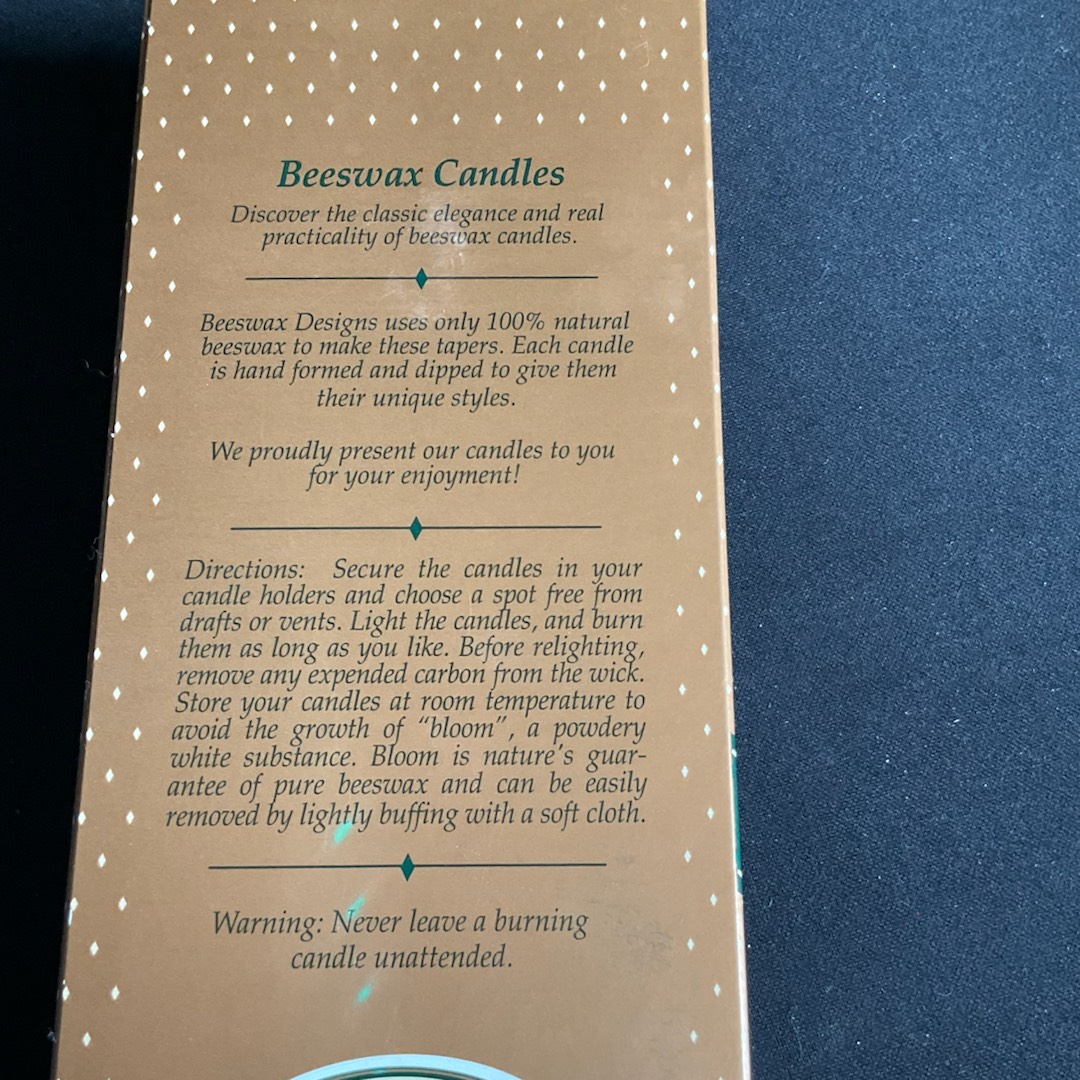 Beeswax Candles
Discover the classic elegance and real
practicality of beeswax candles.
Beeswax Designs uses only 100% natural
beeswax to make these tapers. Each candle
is hand formed and dipped to give them
their unique styles.
We proudly present our candles to you
for your enjoyment!
Directions: Secure the candles in your
candle holders and choose a spot free from
drafts or vents. Light the candles, and burn
them as long as you like. Before relighting,
remove any expended carbon from the wick.
Store your candles at room temperature to
avoid the growth of “bloom”, a powdery
white substance. Bloom is nature's guar-
antee of pure beeswax and can be easily
removed by lightly buffing with a soft cloth.
Warning: Never leave a burning
candle unattended.